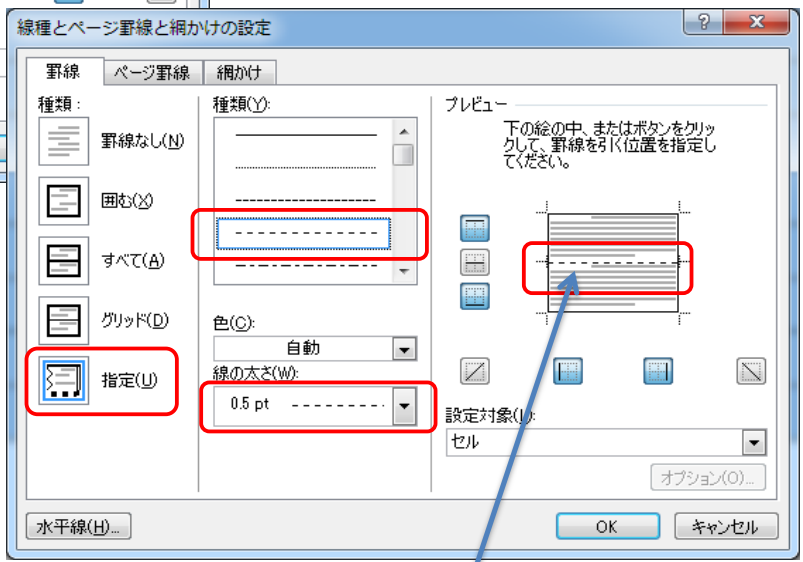 線種とページ罫線と網かけの設定
罫線
ページ罫線
網かけ
種類:
罫線なし(N)
囲む(X)
すべて(A)
グリッド(D)
指定(U)
種類(Y):
色(C):
自動
線の太さ(W):
0.5 pt
プレビュー
下の絵の中、またはボタンをクリッ
クして、罫線を引く位置を指定し
てください。
設定対象(L):
セル
オプション(O)...
水平線(H)...
OK
キャンセル